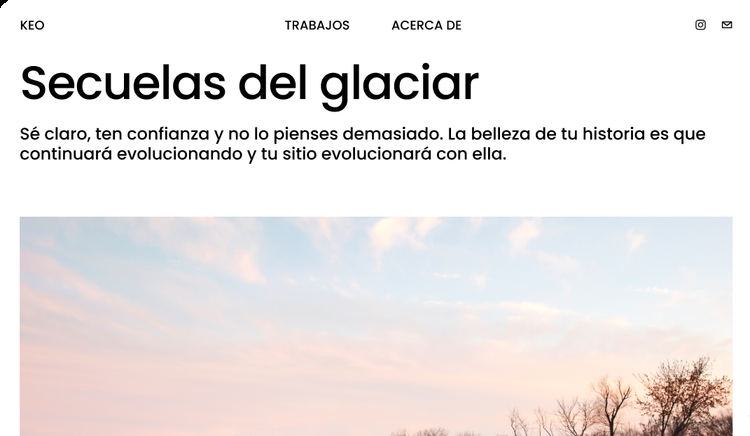 KEO
TRABAJOS
ACERCA DE
Secuelas del glaciar
Sé claro, ten confianza y no lo pienses demasiado. La belleza de tu historia es que
continuará evolucionando y tu sitio evolucionará con ella.